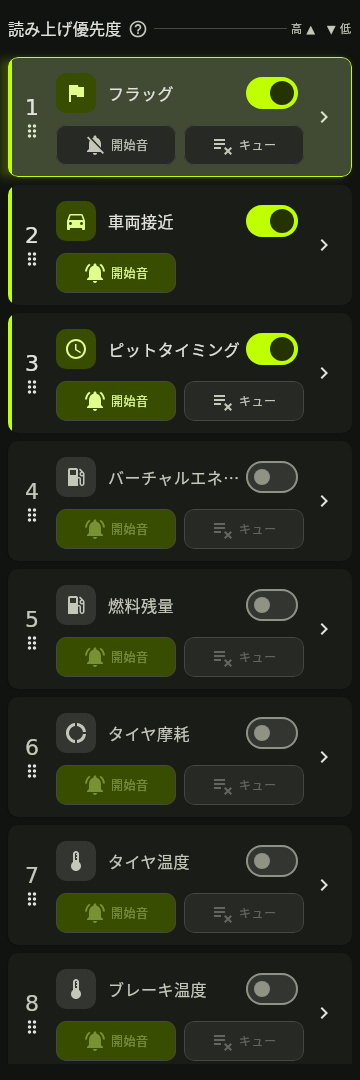 読み上げ優先度 高▲ ▼低
1 フラッグ
開始音 キュー
2 車両接近
開始音
3 ピットタイミング
開始音 キュー
4 バーチャルエネ…
開始音 キュー
5 燃料残量
開始音 キュー
6 タイヤ摩耗
開始音 キュー
7 タイヤ温度
開始音 キュー
8 ブレーキ温度
開始音 キュー